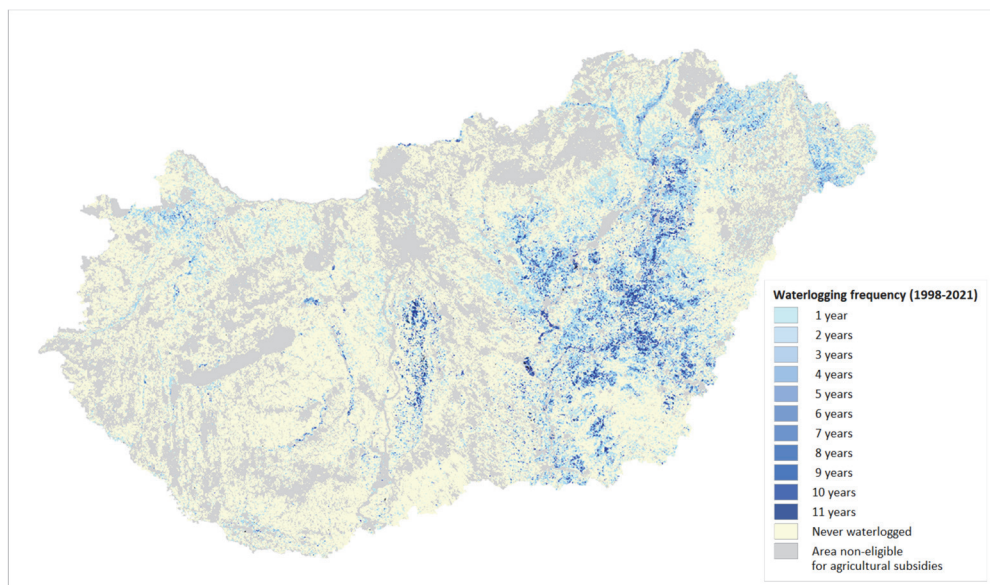 Waterlogging frequency (1998-2021)
1 year
2 years
3 years
4 years
5 years
6 years
7 years
8 years
9 years
10 years
11 years
Never waterlogged
Area non-eligible
for agricultural subsidies